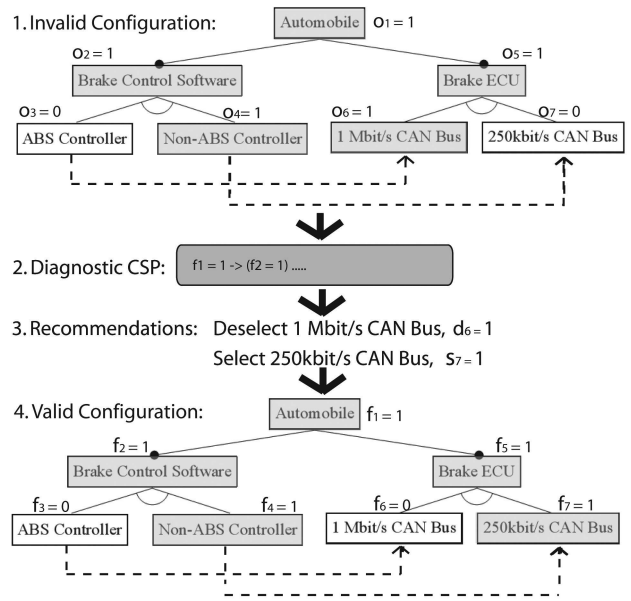 1. Invalid Configuration:
Automobile O1 = 1
O2 = 1 O5 = 1
Brake Control Software Brake ECU
O3 = 0 O4= 1 O6 = 1 O7 = 0
ABS Controller Non-ABS Controller 1 Mbit/s CAN Bus 250kbit/s CAN Bus
2. Diagnostic CSP: f1 = 1 -> (f2 = 1) .....
3. Recommendations: Deselect 1 Mbit/s CAN Bus, d6 = 1
Select 250kbit/s CAN Bus, s7 = 1
4. Valid Configuration:
Automobile f1 = 1
f2 = 1 f5 = 1
Brake Control Software Brake ECU
f3 = 0 f4 = 1 f6 = 0 f7 = 1
ABS Controller Non-ABS Controller 1 Mbit/s CAN Bus 250kbit/s CAN Bus